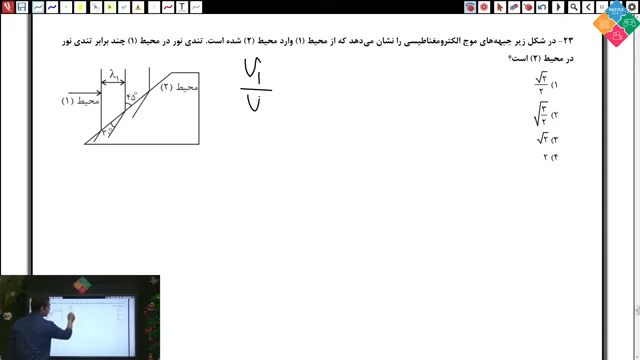 ۲۳- در شکل زیر جبهه‌های موج الکترومغناطیسی را نشان می‌دهد که از محیط (۱) وارد محیط (۲) شده است. تندی نور در محیط (۱) چند برابر تندی نور
در محیط (۲) است؟
√۲/۲ (۱
√(۳/۲) (۲
√۲ (۳
۲ (۴
λ₁
محیط (۱)
محیط (۲)
۴۵°
۳۰°
V₁
V